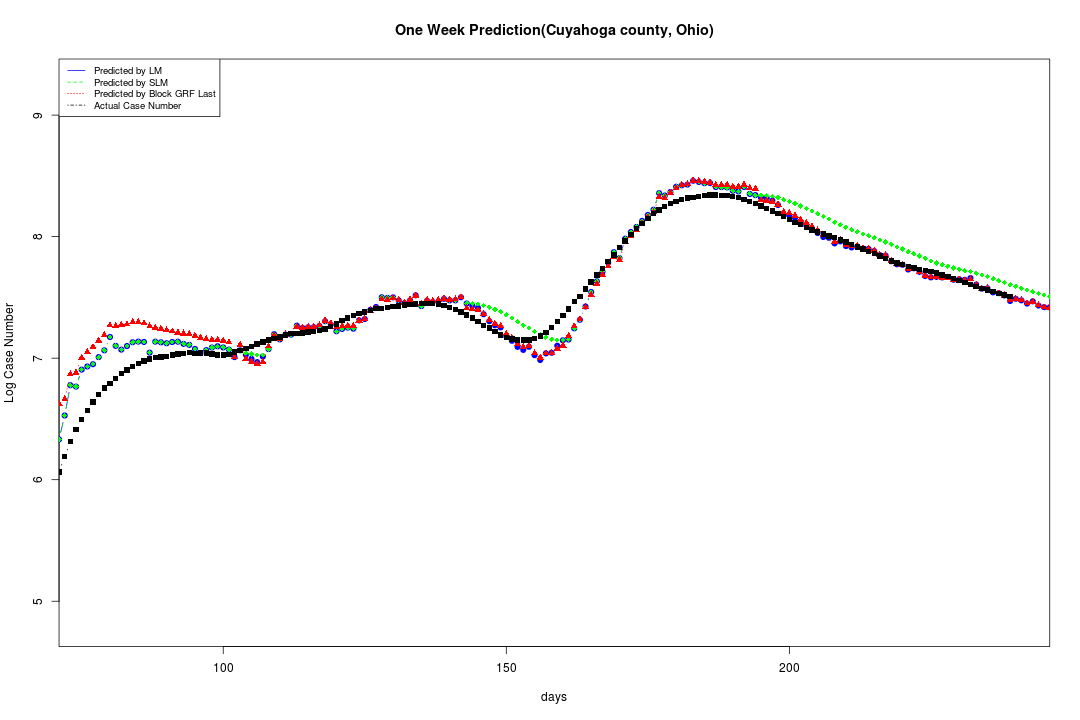 One Week Prediction(Cuyahoga county, Ohio)
Predicted by LM
Predicted by SLM
Predicted by Block GRF Last
Actual Case Number
9
8
7
6
5
Log Case Number
100 150 200
days